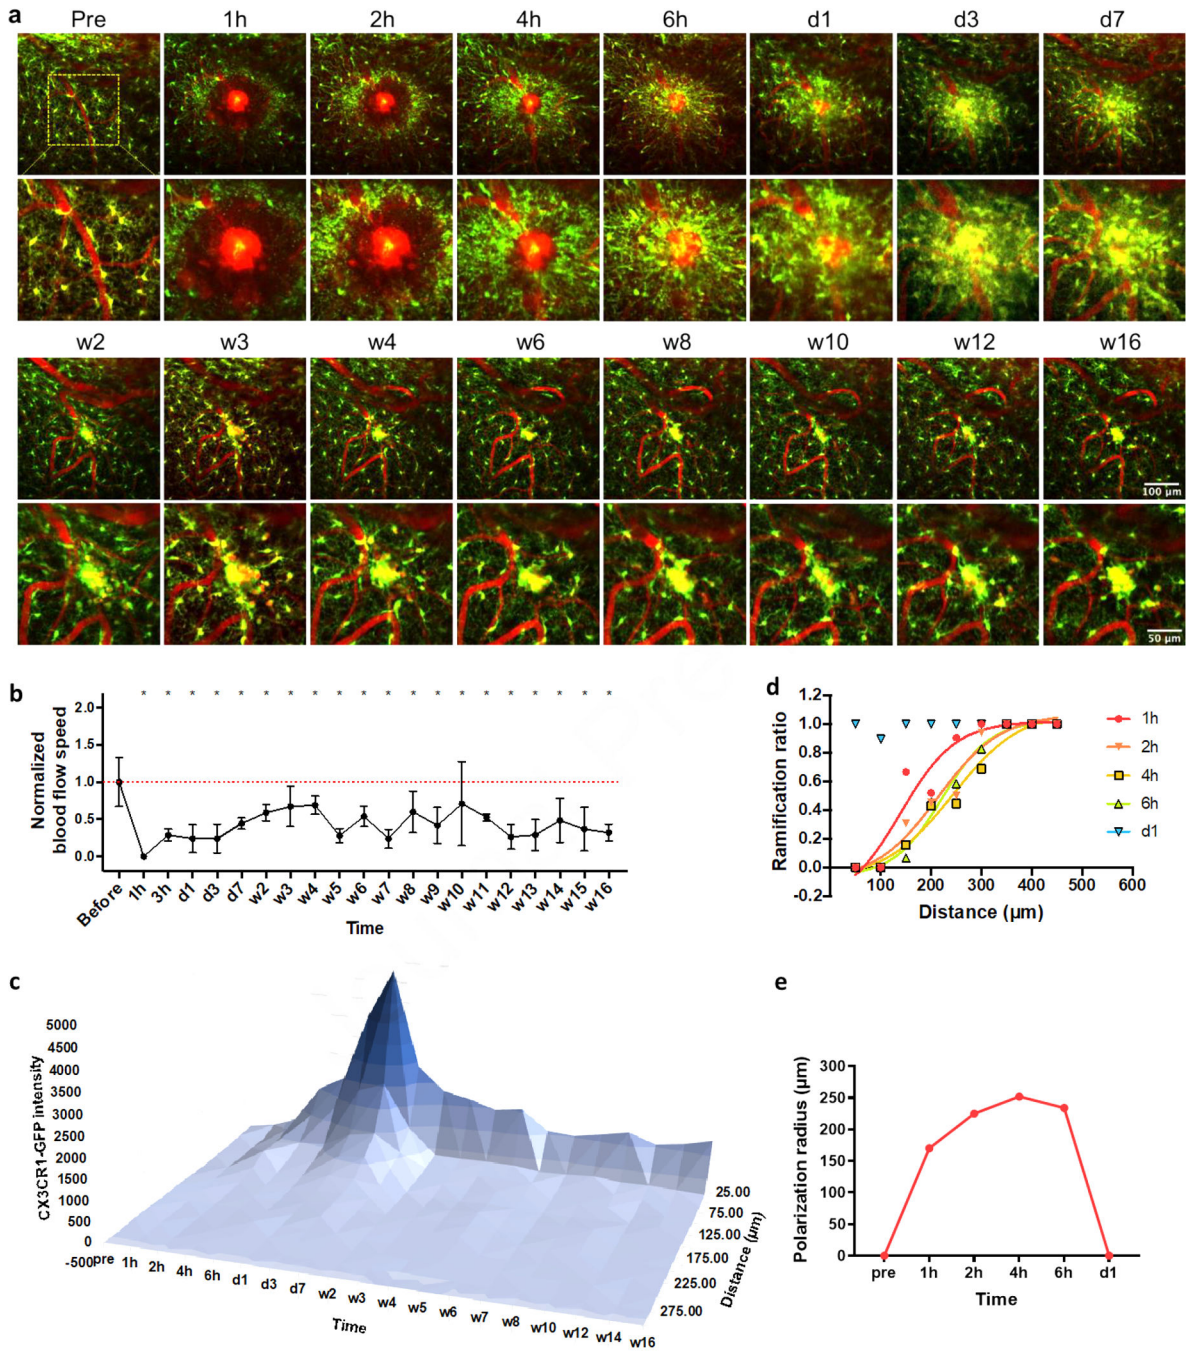 a
Pre 1h 2h 4h 6h d1 d3 d7
w2 w3 w4 w6 w8 w10 w12 w16
100 µm
50 µm
b
Normalized
blood flow speed
2.0
1.5
1.0
0.5
0.0
* * * * * * * * * * * * * * * * * * * *
Before 1h 3h d1 d3 d7 w2 w3 w4 w5 w6 w7 w8 w9 w10 w11 w12 w13 w14 w15 w16
Time
d
Ramification ratio
1.2
1.0
0.8
0.6
0.4
0.2
0.0
-0.2
100 200 300 400 500 600
Distance (µm)
1h
2h
4h
6h
d1
c
CX3CR1-GFP intensity
5000
4500
4000
3500
3000
2500
2000
1500
1000
500
0
-500
pre 1h 2h 4h 6h d1 d3 d7 w2 w3 w4 w5 w6 w7 w8 w10 w12 w14 w16
Time
25.00
75.00
125.00
175.00
225.00
275.00
Distance (µm)
e
Polarization radius (µm)
300
250
200
150
100
50
0
pre 1h 2h 4h 6h d1
Time